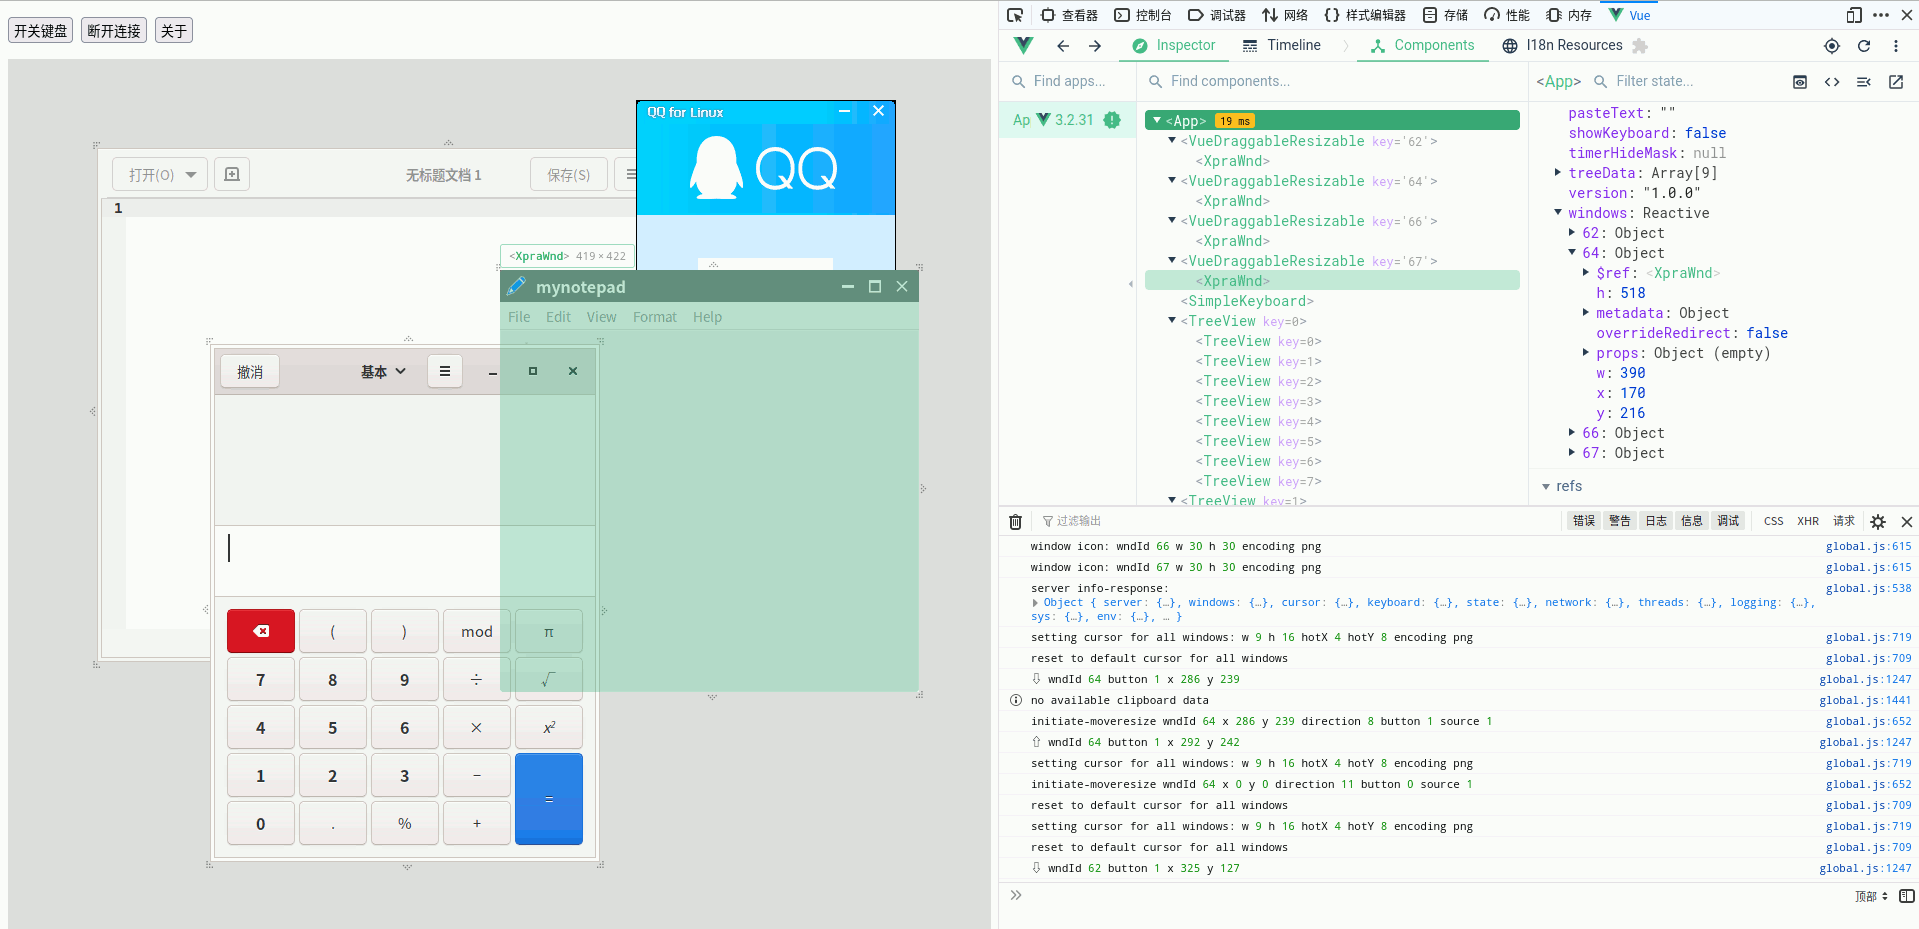 开关键盘 断开连接 关于
QQ for Linux
QQ
打开(O) 无标题文档 1 保存(S)
1
<XpraWnd> 419 × 422
mynotepad
File Edit View Format Help
撤消 基本
( ) mod π
7 8 9 ÷ √
4 5 6 × x²
1 2 3 − =
0 . % +
查看器 控制台 调试器 网络 样式编辑器 存储 性能 内存 Vue
Inspector Timeline Components I18n Resources
Find apps...
Ap 3.2.31
Find components...
<App> 19 ms
<VueDraggableResizable key='62'>
<XpraWnd>
<VueDraggableResizable key='64'>
<XpraWnd>
<VueDraggableResizable key='66'>
<XpraWnd>
<VueDraggableResizable key='67'>
<XpraWnd>
<SimpleKeyboard>
<TreeView key=0>
<TreeView key=0>
<TreeView key=1>
<TreeView key=2>
<TreeView key=3>
<TreeView key=4>
<TreeView key=5>
<TreeView key=6>
<TreeView key=7>
<TreeView key=1>
<App> Filter state...
pasteText: ""
showKeyboard: false
timerHideMask: null
treeData: Array[9]
version: "1.0.0"
windows: Reactive
62: Object
64: Object
$ref: <XpraWnd>
h: 518
metadata: Object
overrideRedirect: false
props: Object (empty)
w: 390
x: 170
y: 216
66: Object
67: Object
refs
过滤输出 错误 警告 日志 信息 调试 CSS XHR 请求
window icon: wndId 66 w 30 h 30 encoding png global.js:615
window icon: wndId 67 w 30 h 30 encoding png global.js:615
server info-response: global.js:538
Object { server: {…}, windows: {…}, cursor: {…}, keyboard: {…}, state: {…}, network: {…}, threads: {…}, logging: {…},
sys: {…}, env: {…}, … }
setting cursor for all windows: w 9 h 16 hotX 4 hotY 8 encoding png global.js:719
reset to default cursor for all windows global.js:709
⇩ wndId 64 button 1 x 286 y 239 global.js:1247
no available clipboard data global.js:1441
initiate-moveresize wndId 64 x 286 y 239 direction 8 button 1 source 1 global.js:652
⇧ wndId 64 button 1 x 292 y 242 global.js:1247
setting cursor for all windows: w 9 h 16 hotX 4 hotY 8 encoding png global.js:719
initiate-moveresize wndId 64 x 0 y 0 direction 11 button 0 source 1 global.js:652
reset to default cursor for all windows global.js:709
setting cursor for all windows: w 9 h 16 hotX 4 hotY 8 encoding png global.js:719
reset to default cursor for all windows global.js:709
⇩ wndId 62 button 1 x 325 y 127 global.js:1247
顶部